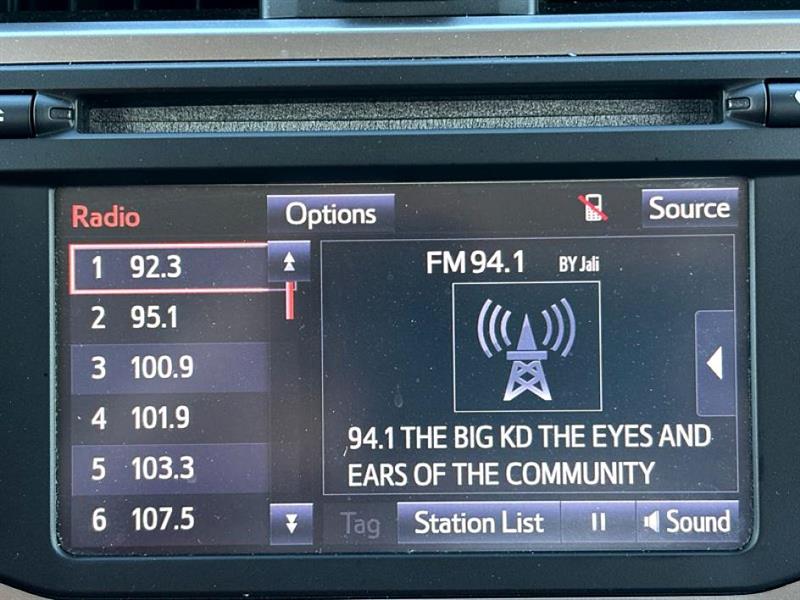 Radio
Options
Source
1 92.3
2 95.1
3 100.9
4 101.9
5 103.3
6 107.5
FM 94.1 BY Jali
94.1 THE BIG KD THE EYES AND
EARS OF THE COMMUNITY
Tag
Station List
Sound